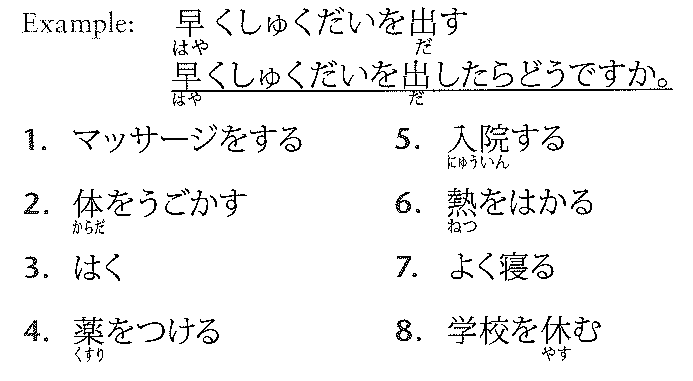 Example: 早くしゅくだいを出す
はや だ
早くしゅくだいを出したらどうですか。
はや だ
1. マッサージをする
2. 体をうごかす
からだ
3. はく
4. 薬をつける
くすり
5. 入院する
にゅういん
6. 熱をはかる
ねつ
7. よく寝る
8. 学校を休む
やす